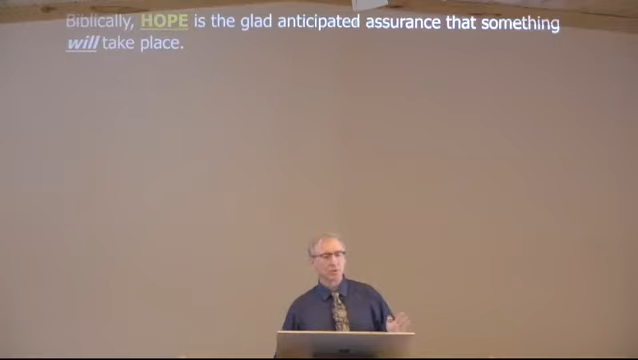 Biblically, HOPE is the glad anticipated assurance that something
will take place.